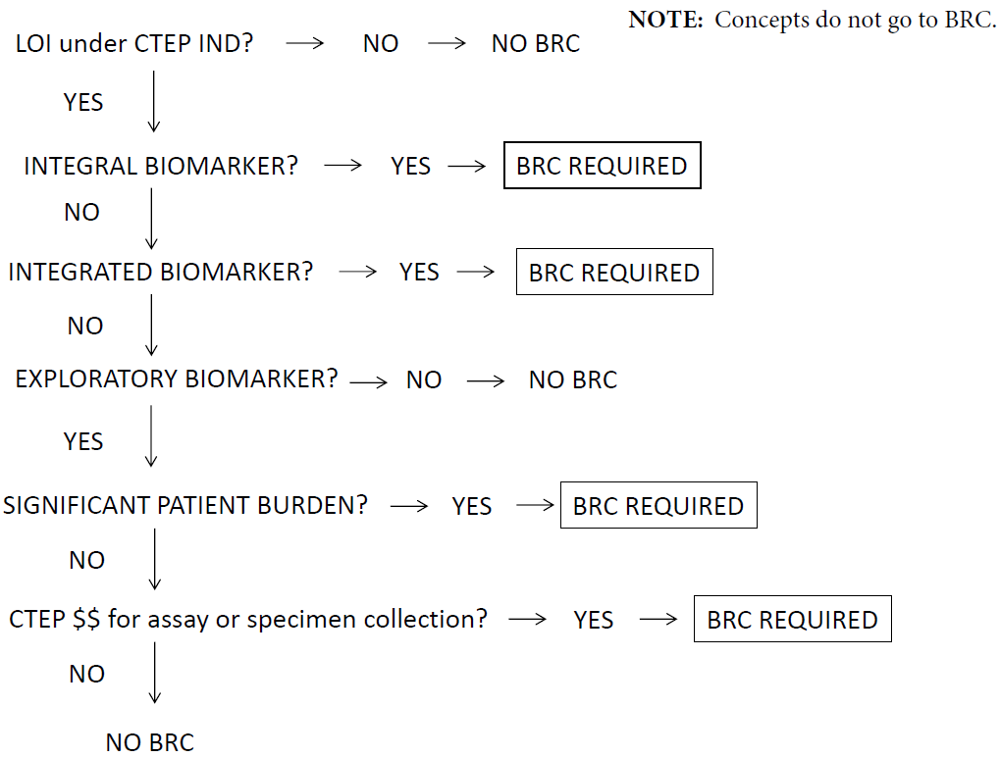 NOTE: Concepts do not go to BRC.
LOI under CTEP IND? NO NO BRC
YES
INTEGRAL BIOMARKER? YES BRC REQUIRED
NO
INTEGRATED BIOMARKER? YES BRC REQUIRED
NO
EXPLORATORY BIOMARKER? NO NO BRC
YES
SIGNIFICANT PATIENT BURDEN? YES BRC REQUIRED
NO
CTEP $$ for assay or specimen collection? YES BRC REQUIRED
NO
NO BRC